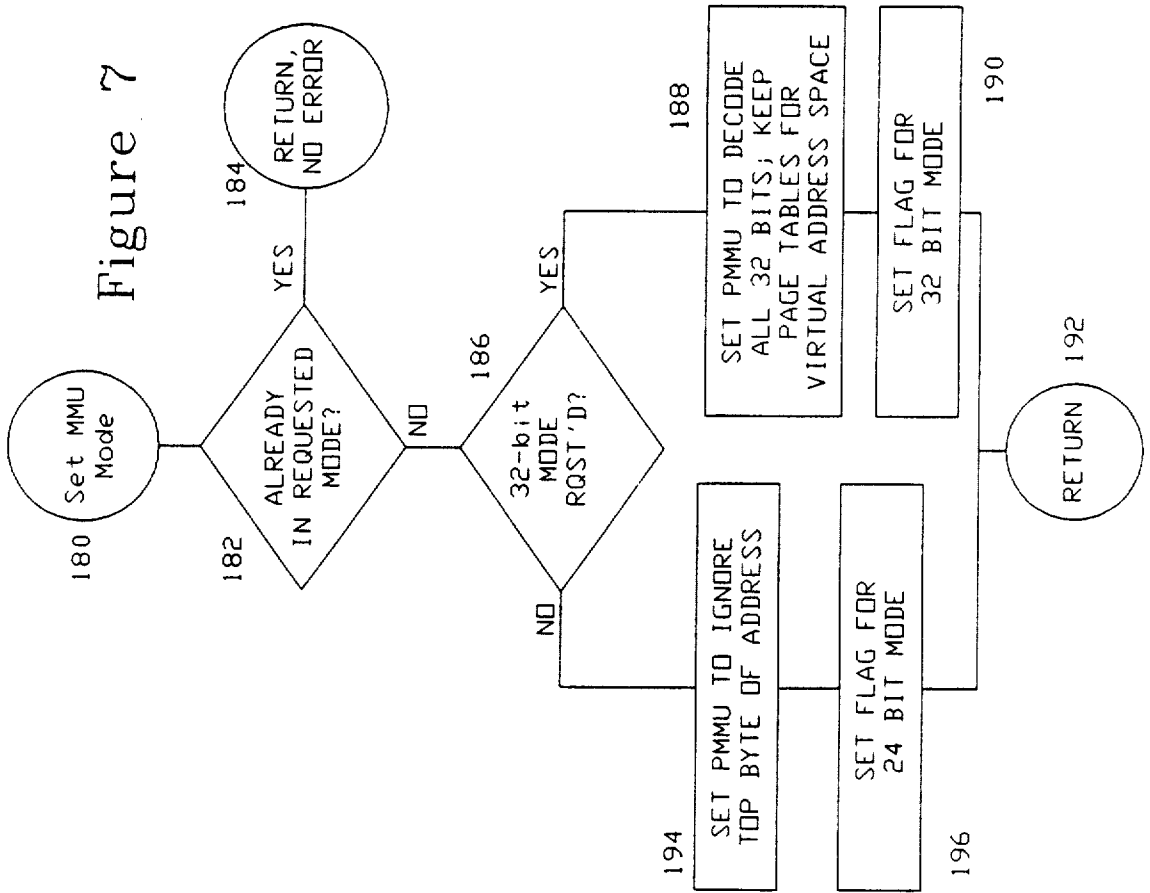 Figure 7
180
Set MMU
Mode
182
ALREADY
IN REQUESTED
MODE?
YES
184
RETURN,
NO ERROR
NO
186
32-bit
MODE
RQST'D?
YES
188
SET PMMU TO DECODE
ALL 32 BITS; KEEP
PAGE TABLES FOR
VIRTUAL ADDRESS SPACE
SET FLAG FOR
32 BIT MODE
190
NO
194
SET PMMU TO IGNORE
TOP BYTE OF ADDRESS
SET FLAG FOR
24 BIT MODE
196
RETURN
192